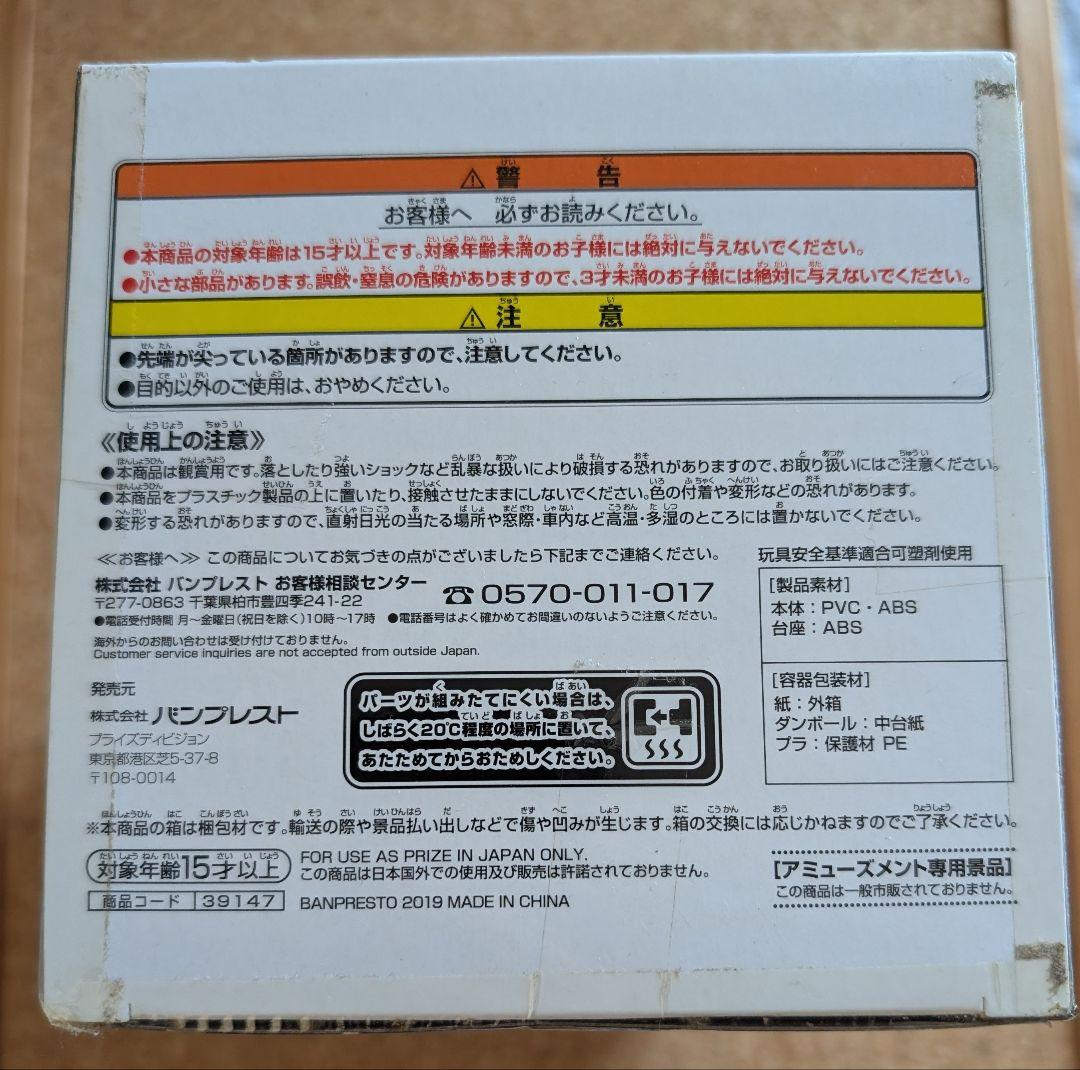 ⚠警告
お客様へ 必ずお読みください。
●本商品の対象年齢は15才以上です。対象年齢未満のお子様には絶対に与えないでください。
●小さな部品があります。誤飲・窒息の危険がありますので、3才未満のお子様には絶対に与えないでください。
⚠注意
●先端が尖っている箇所がありますので、注意してください。
●目的以外のご使用は、おやめください。
《使用上の注意》
●本商品は観賞用です。落としたり強いショックなど乱暴な扱いにより破損する恐れがありますので、お取り扱いにはご注意ください。
●本商品をプラスチック製品の上に置いたり、接触させたままにしないでください。色の付着や変形などの恐れがあります。
●変形する恐れがありますので、直射日光の当たる場所や窓際・車内など高温・多湿のところには置かないでください。
≪お客様へ≫ この商品についてお気づきの点がございましたら下記までご連絡ください。
株式会社 バンプレスト お客様相談センター ☎0570-011-017
〒277-0863 千葉県柏市豊四季241-22
●電話受付時間 月〜金曜日(祝日を除く)10時〜17時 ●電話番号はよく確かめてお間違いのないようご注意ください。
海外からのお問い合わせは受け付けておりません。
Customer service inquiries are not accepted from outside Japan.
玩具安全基準適合可塑剤使用
[製品素材]
本体：PVC・ABS
台座：ABS
[容器包装材]
紙：外箱
ダンボール：中台紙
プラ：保護材 PE
発売元
株式会社 バンプレスト
プライズディビジョン
東京都港区芝5-37-8
〒108-0014
パーツが組みたてにくい場合は、
しばらく20℃程度の場所に置いて、
あたためてからおためしください。
※本商品の箱は梱包材です。輸送の際や景品払い出しなどで傷や凹みが生じます。箱の交換には応じかねますのでご了承ください。
対象年齢15才以上
商品コード 39147
FOR USE AS PRIZE IN JAPAN ONLY.
この商品は日本国外での使用及び販売は許諾されておりません。
BANPRESTO 2019 MADE IN CHINA
[アミューズメント専用景品]
この商品は一般市販されておりません。